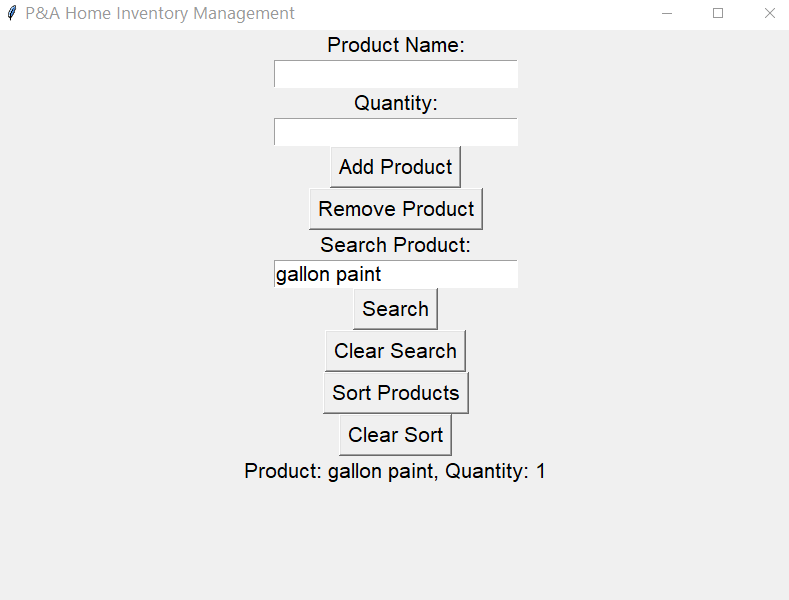 P&A Home Inventory Management
Product Name:
Quantity:
Add Product
Remove Product
Search Product:
gallon paint
Search
Clear Search
Sort Products
Clear Sort
Product: gallon paint, Quantity: 1